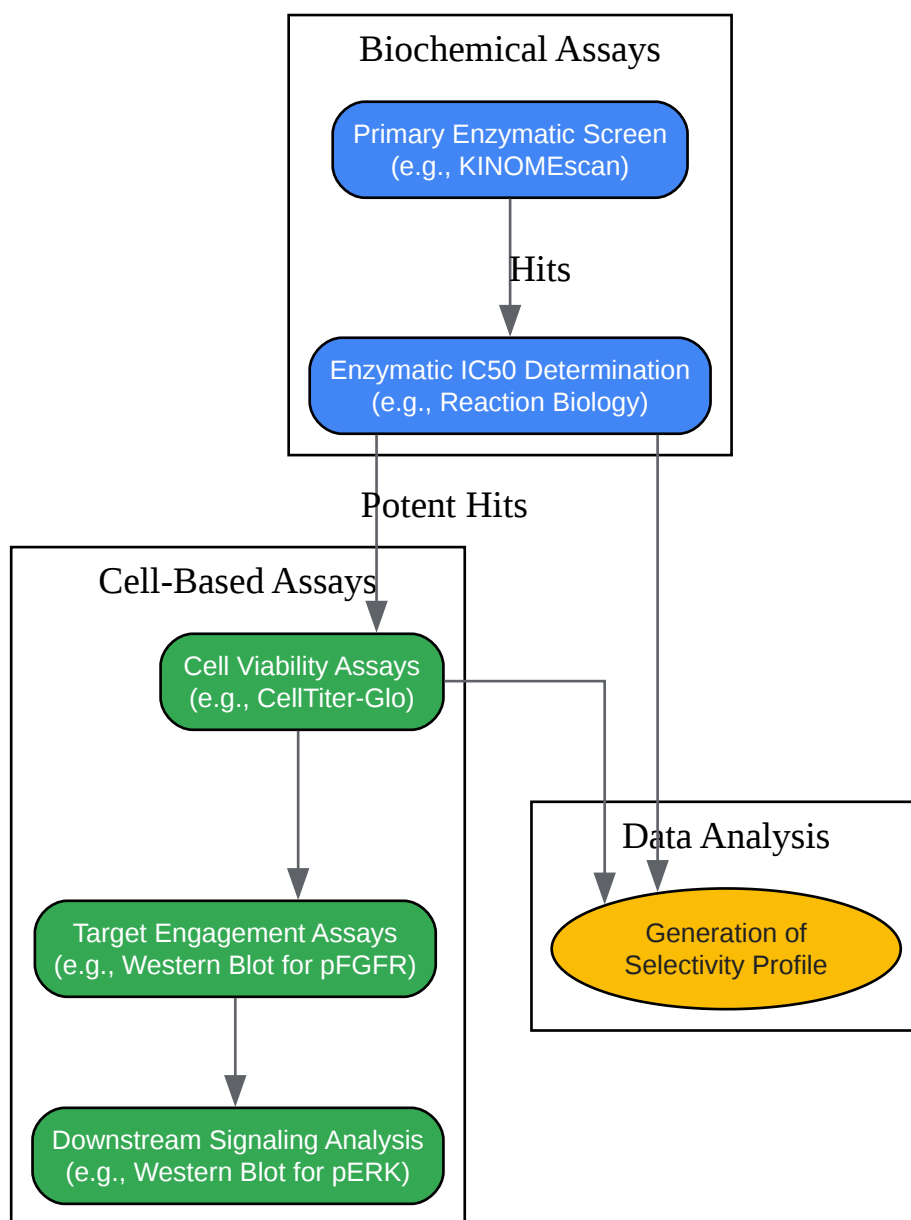 Biochemical Assays
Primary Enzymatic Screen
(e.g., KINOMEscan)
Hits
Enzymatic IC50 Determination
(e.g., Reaction Biology)
Potent Hits
Cell-Based Assays
Cell Viability Assays
(e.g., CellTiter-Glo)
Data Analysis
Generation of
Selectivity Profile
Target Engagement Assays
(e.g., Western Blot for pFGFR)
Downstream Signaling Analysis
(e.g., Western Blot for pERK)